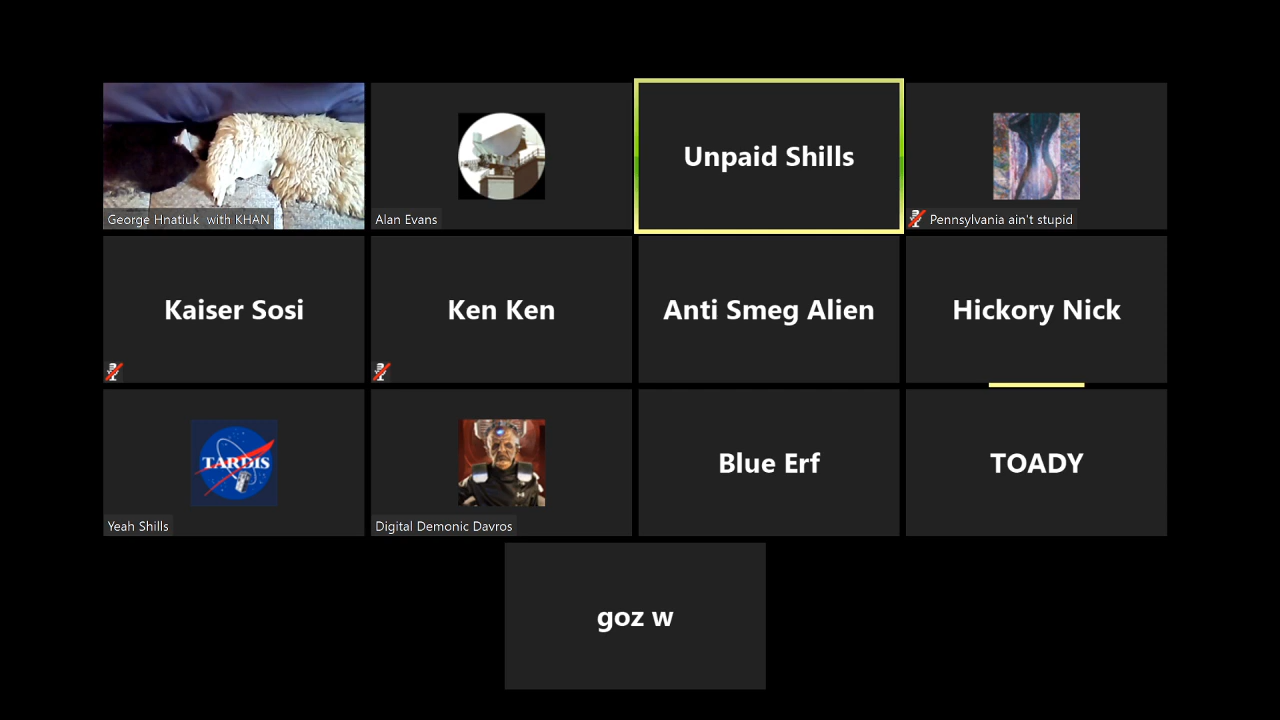 George Hnatiuk with KHAN
Alan Evans
Unpaid Shills
Pennsylvania ain't stupid
Kaiser Sosi
Ken Ken
Anti Smeg Alien
Hickory Nick
TARDIS
Yeah Shills
Digital Demonic Davros
Blue Erf
TOADY
goz w